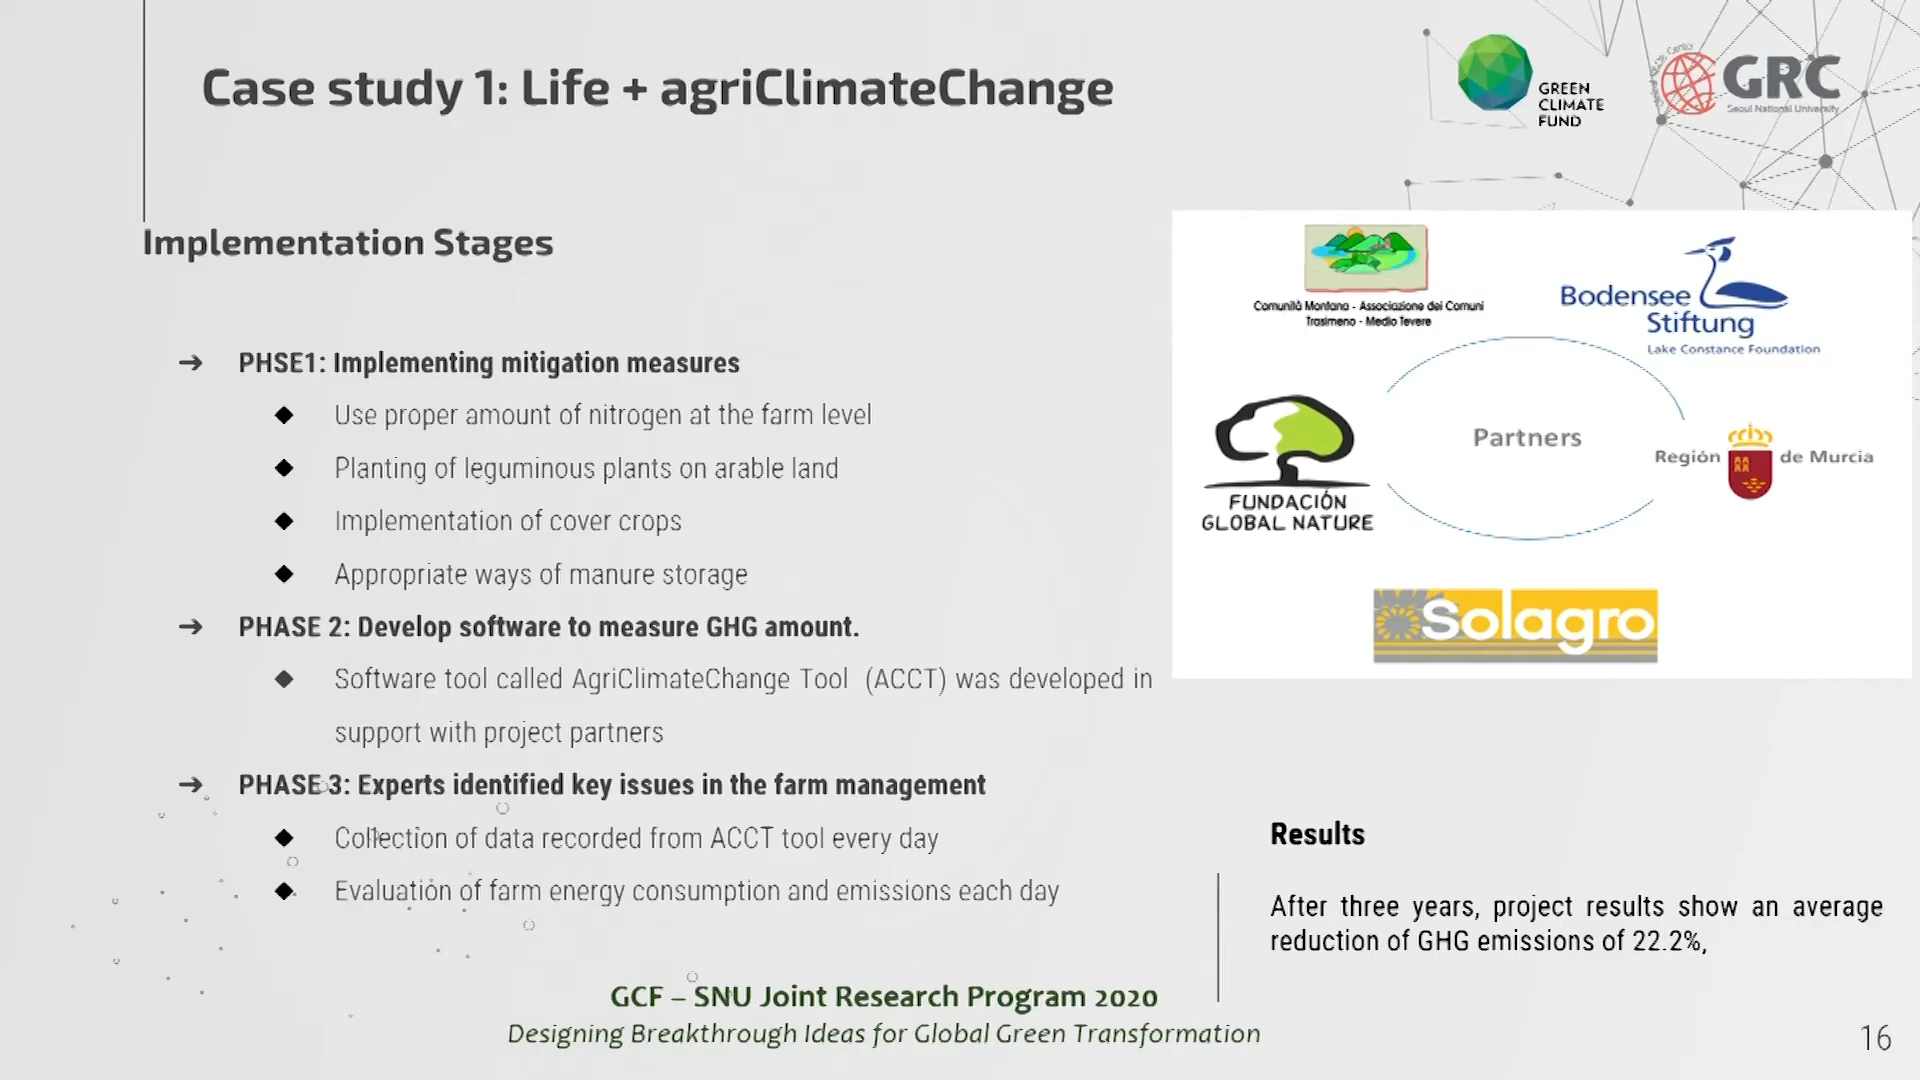 Case study 1: Life + agriClimateChange
GREEN
CLIMATE
FUND
GRC
Seoul National University
Implementation Stages
PHSE1: Implementing mitigation measures
Use proper amount of nitrogen at the farm level
Planting of leguminous plants on arable land
Implementation of cover crops
Appropriate ways of manure storage
PHASE 2: Develop software to measure GHG amount.
Software tool called AgriClimateChange Tool (ACCT) was developed in
support with project partners
PHASE 3: Experts identified key issues in the farm management
Collection of data recorded from ACCT tool every day
Evaluation of farm energy consumption and emissions each day
Comunità Montana - Associazione dei Comuni
Trasimeno - Medio Tevere
Bodensee
Stiftung
Lake Constance Foundation
Partners
FUNDACIÓN
GLOBAL NATURE
Región de Murcia
Solagro
Results
After three years, project results show an average
reduction of GHG emissions of 22.2%,
GCF – SNU Joint Research Program 2020
Designing Breakthrough Ideas for Global Green Transformation
16